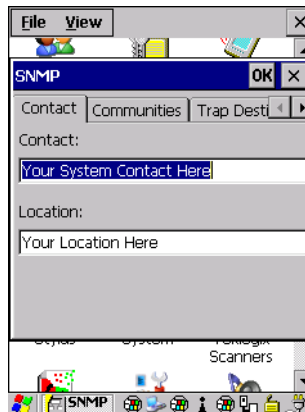 File View
SNMP OK
Contact Communities Trap Desti
Contact:
Your System Contact Here
Location:
Your Location Here
Scanners
SNMP